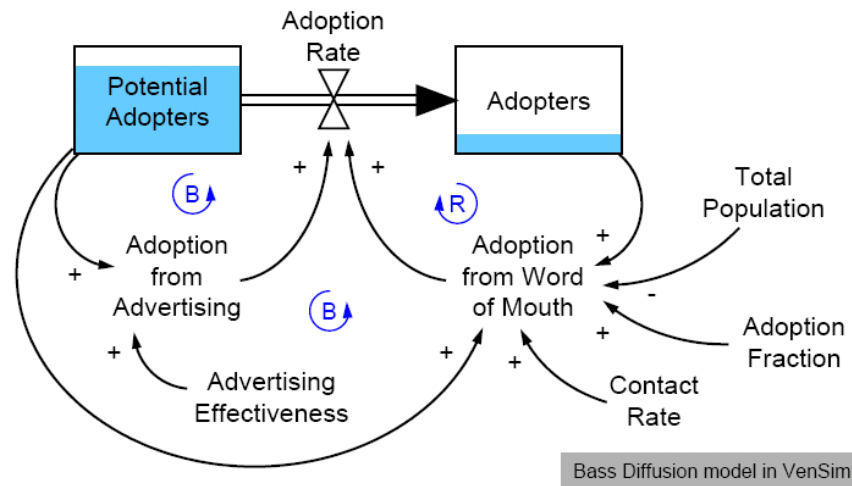 Adoption
Rate
Potential
Adopters
Adopters
+
+
B
R
Total
Population
+
+
Adoption
from
Advertising
Adoption
from Word
of Mouth
-
B
+
+
+
+
Adoption
Fraction
Advertising
Effectiveness
Contact
Rate
Bass Diffusion model in VenSim